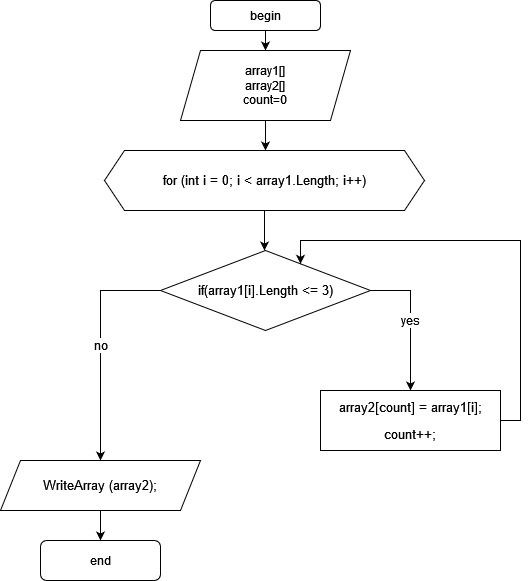 begin
array1[]
array2[]
count=0
for (int i = 0; i < array1.Length; i++)
if(array1[i].Length <= 3)
yes
no
array2[count] = array1[i];
count++;
WriteArray (array2);
end